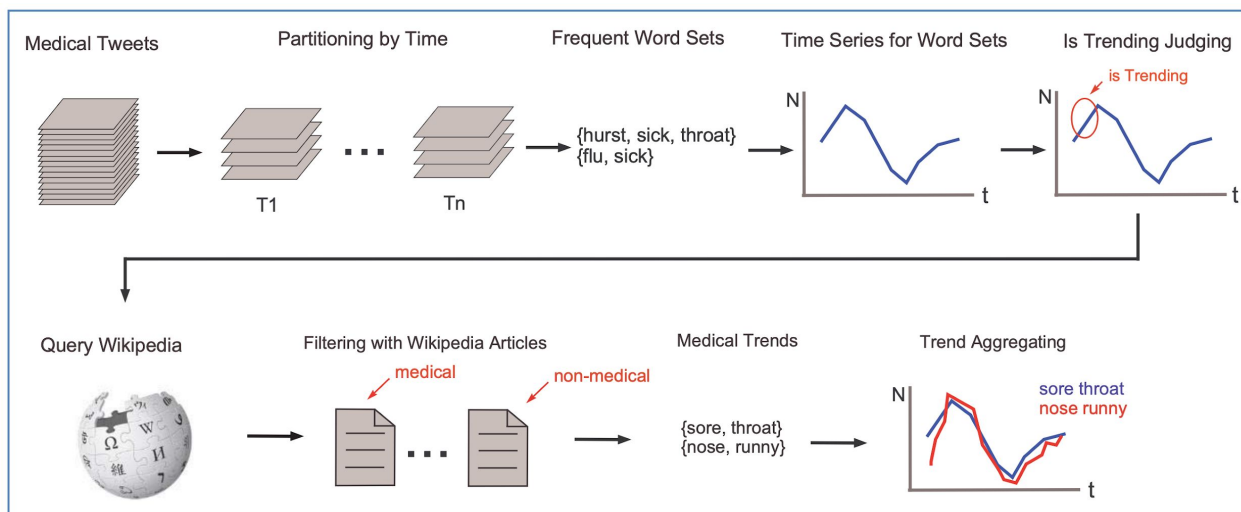 Medical Tweets
Partitioning by Time
Frequent Word Sets
Time Series for Word Sets
Is Trending Judging
is Trending
T1
Tn
{hurst, sick, throat}
{flu, sick}
N
t
N
t
Query Wikipedia
Filtering with Wikipedia Articles
Medical Trends
Trend Aggregating
medical
non-medical
Ω
W
維
И
{sore, throat}
{nose, runny}
N
sore throat
nose runny
t